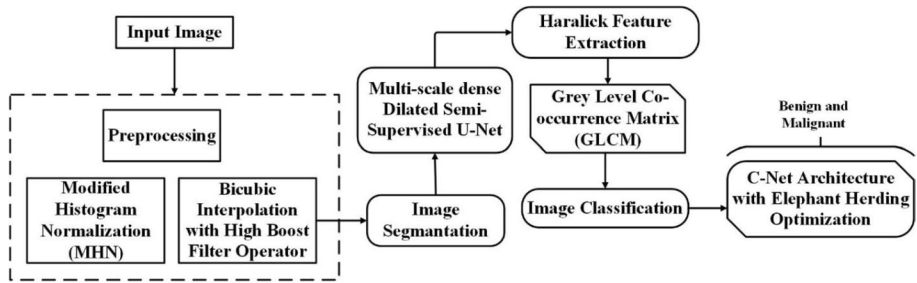 Input Image
Preprocessing
Modified
Histogram
Normalization
(MHN)
Bicubic
Interpolation
with High Boost
Filter Operator
Image
Segmantation
Multi-scale dense
Dilated Semi-
Supervised U-Net
Haralick Feature
Extraction
Grey Level Co-
occurrence Matrix
(GLCM)
Image Classification
Benign and
Malignant
C-Net Architecture
with Elephant Herding
Optimization